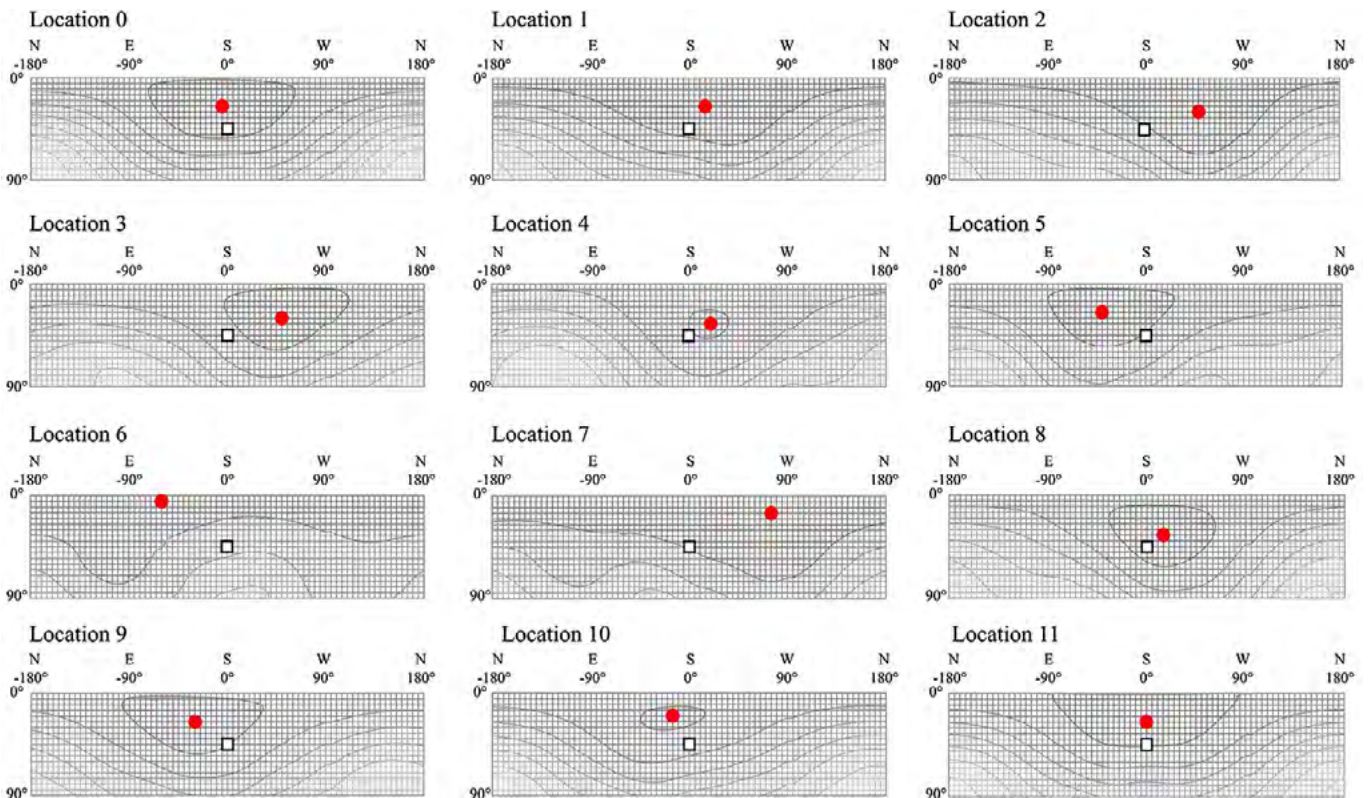 Location 0 Location 1 Location 2
N E S W N N E S W N N E S W N
-180° -90° 0° 90° 180° -180° -90° 0° 90° 180° -180° -90° 0° 90° 180°
0° 0° 0°
90° 90° 90°
Location 3 Location 4 Location 5
N E S W N N E S W N N E S W N
-180° -90° 0° 90° 180° -180° -90° 0° 90° 180° -180° -90° 0° 90° 180°
0° 0° 0°
90° 90° 90°
Location 6 Location 7 Location 8
N E S W N N E S W N N E S W N
-180° -90° 0° 90° 180° -180° -90° 0° 90° 180° -180° -90° 0° 90° 180°
0° 0° 0°
90° 90° 90°
Location 9 Location 10 Location 11
N E S W N N E S W N N E S W N
-180° -90° 0° 90° 180° -180° -90° 0° 90° 180° -180° -90° 0° 90° 180°
0° 0° 0°
90° 90° 90°